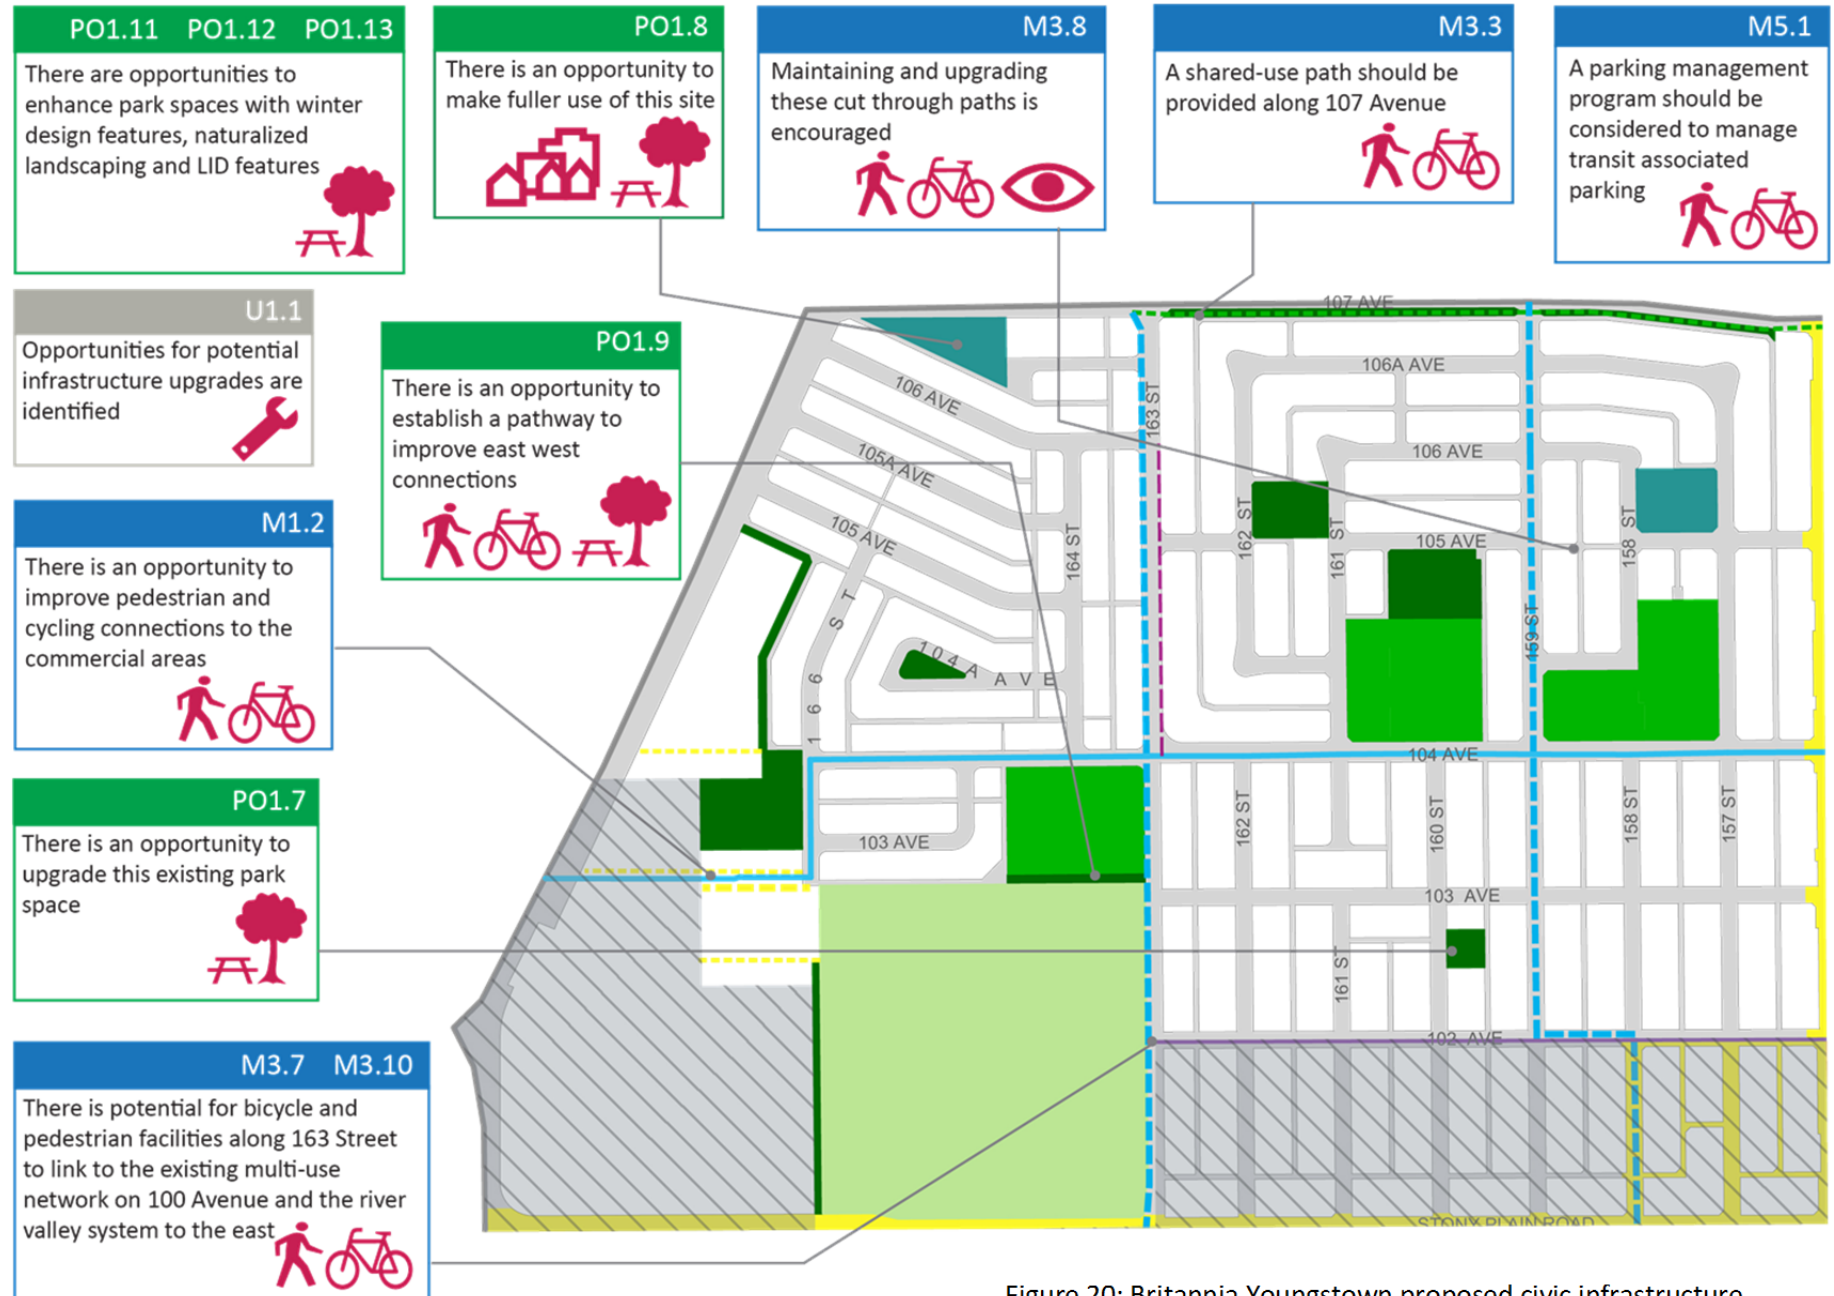 PO1.11 PO1.12 PO1.13
There are opportunities to
enhance park spaces with winter
design features, naturalized
landscaping and LID features
PO1.8
There is an opportunity to
make fuller use of this site
M3.8
Maintaining and upgrading
these cut through paths is
encouraged
M3.3
A shared-use path should be
provided along 107 Avenue
M5.1
A parking management
program should be
considered to manage
transit associated
parking
U1.1
Opportunities for potential
infrastructure upgrades are
identified
PO1.9
There is an opportunity to
establish a pathway to
improve east west
connections
M1.2
There is an opportunity to
improve pedestrian and
cycling connections to the
commercial areas
PO1.7
There is an opportunity to
upgrade this existing park
space
M3.7 M3.10
There is potential for bicycle and
pedestrian facilities along 163 Street
to link to the existing multi-use
network on 100 Avenue and the river
valley system to the east
107 AVE
106A AVE
106 AVE
163 ST
106 AVE
105A AVE
105 AVE
164 ST
162 ST
161 ST
105 AVE
158 ST
159 ST
166 ST
104A AVE
104 AVE
103 AVE
162 ST
160 ST
158 ST
157 ST
103 AVE
161 ST
102 AVE
STONY PLAIN ROAD
Figure 20: Britannia Youngstown proposed civic infrastructure